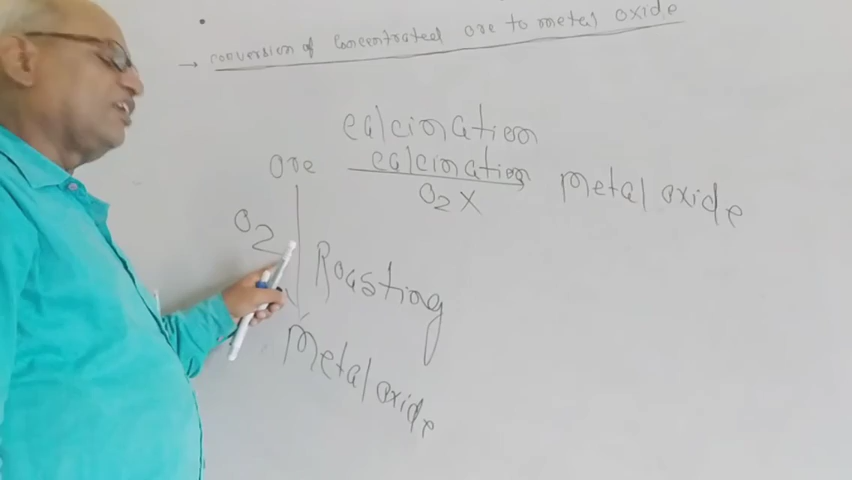 → conversion of concentrated ore to metal oxide
calcination
ore calcination metal oxide
O2 X
O2 Roasting
Metal oxide